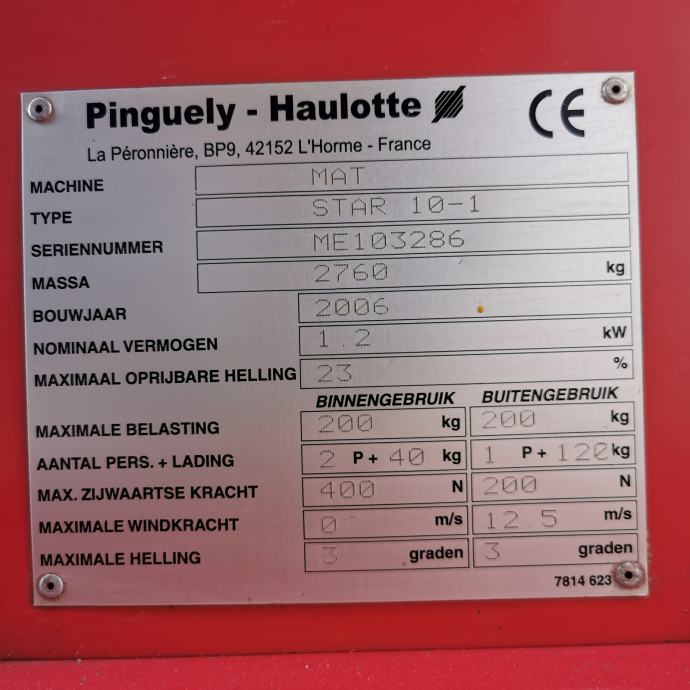 Pinguely - Haulotte CE
La Péronnière, BP9, 42152 L'Horme - France
MACHINE MAT
TYPE STAR 10-1
SERIENNUMMER ME103286
MASSA 2760 kg
BOUWJAAR 2006
NOMINAAL VERMOGEN 1.2 kW
MAXIMAAL OPRIJBARE HELLING 23 %
BINNENGEBRUIK BUITENGEBRUIK
MAXIMALE BELASTING 200 kg 200 kg
AANTAL PERS. + LADING 2 P + 40 kg 1 P + 120 kg
MAX. ZIJWAARTSE KRACHT 400 N 200 N
MAXIMALE WINDKRACHT 0 m/s 12.5 m/s
MAXIMALE HELLING 3 graden 3 graden
7814 623